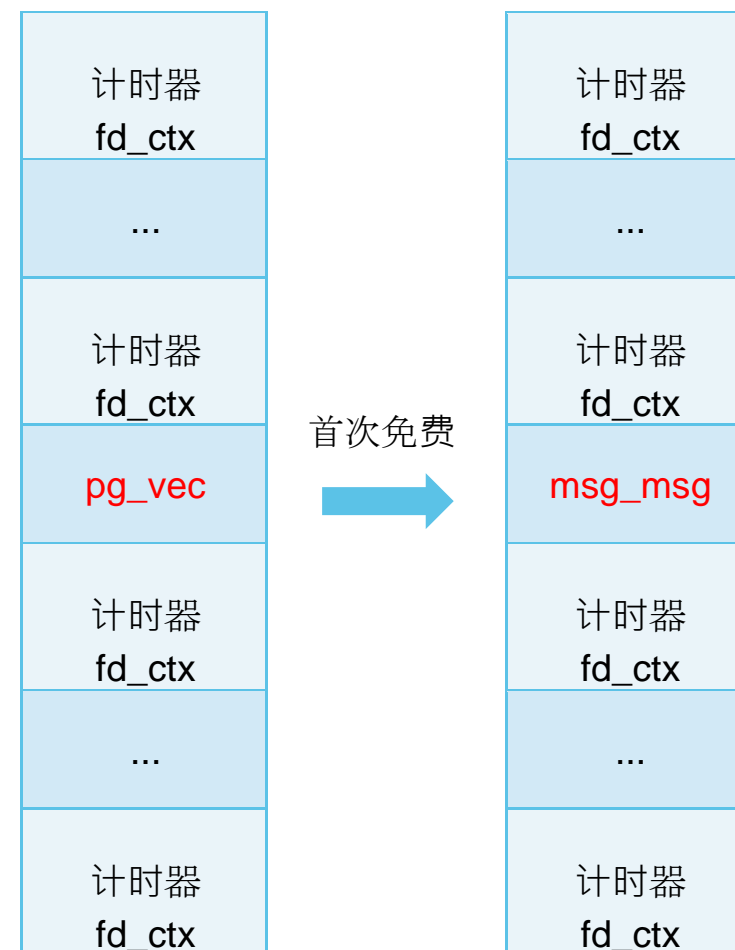 计时器
fd_ctx
...
计时器
fd_ctx
pg_vec
计时器
fd_ctx
...
计时器
fd_ctx
首次免费
计时器
fd_ctx
...
计时器
fd_ctx
msg_msg
计时器
fd_ctx
...
计时器
fd_ctx